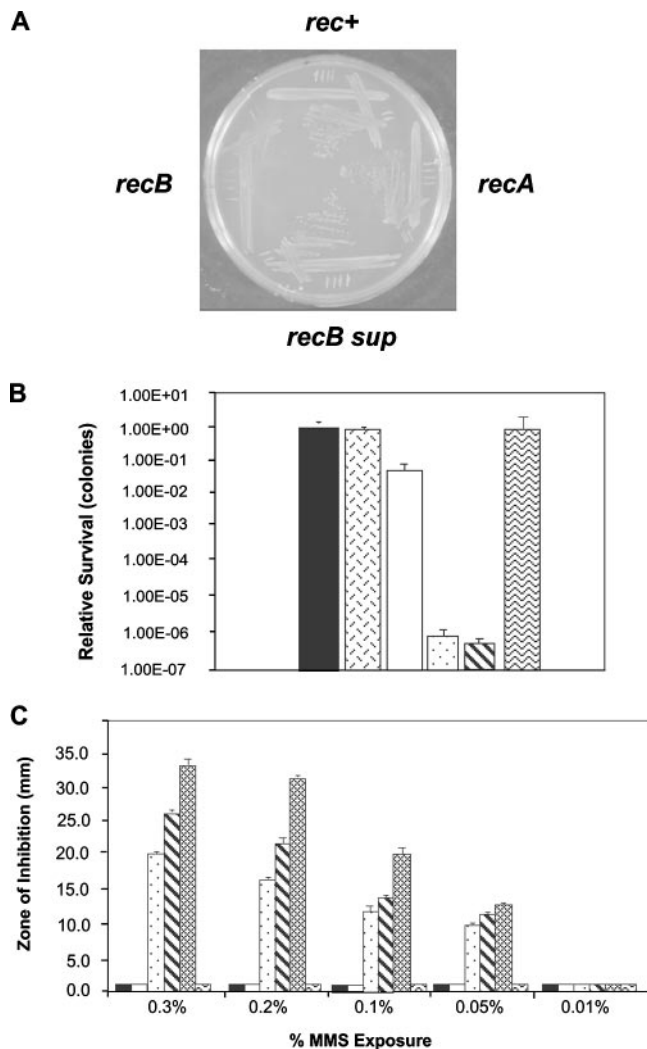 A
rec+
recB
recA
recB sup
B
Relative Survival (colonies)
1.00E+01
1.00E+00
1.00E-01
1.00E-02
1.00E-03
1.00E-04
1.00E-05
1.00E-06
1.00E-07
C
Zone of Inhibition (mm)
35.0
30.0
25.0
20.0
15.0
10.0
5.0
0.0
0.3% 0.2% 0.1% 0.05% 0.01%
% MMS Exposure